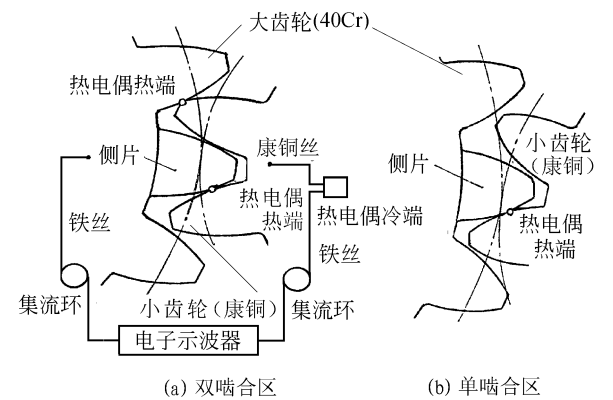 大齿轮(40Cr)
热电偶热端
侧片
康铜丝
热电偶
热端
热电偶冷端
铁丝
铁丝
集流环
小齿轮(康铜)
集流环
电子示波器
(a) 双啮合区
小齿轮
(康铜)
侧片
热电偶
热端
(b) 单啮合区